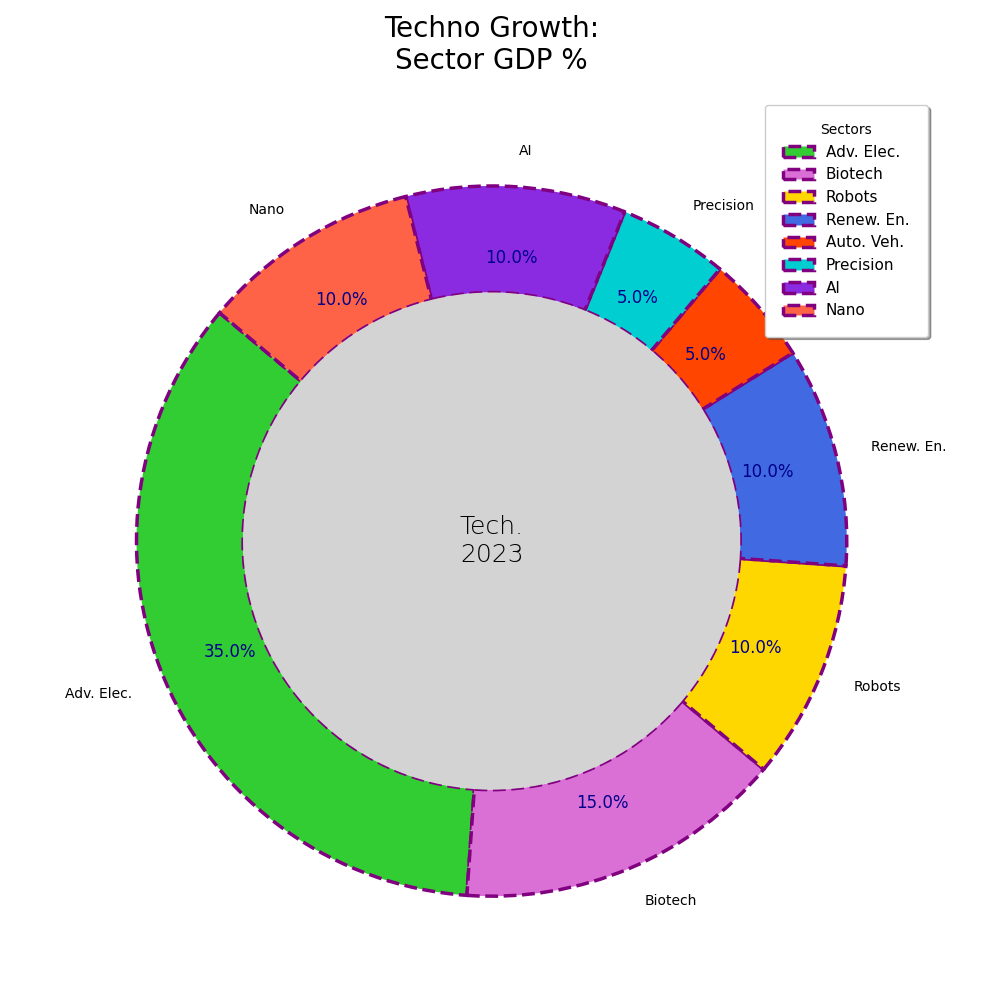 Techno Growth:
Sector GDP %
AI
Nano
Precision
Sectors
Adv. Elec.
Biotech
Robots
Renew. En.
Auto. Veh.
Precision
AI
Nano
10.0%
10.0%
5.0%
5.0%
Renew. En.
10.0%
Tech.
2023
35.0%
10.0%
Adv. Elec.
Robots
15.0%
Biotech